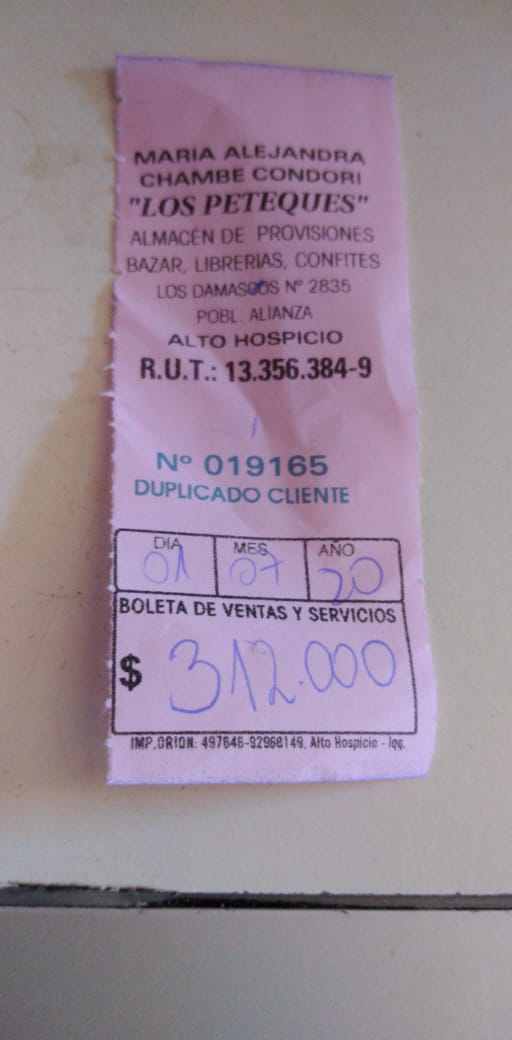 MARIA ALEJANDRA
CHAMBE CONDORI
"LOS PETEQUES"
ALMACÉN DE PROVISIONES
BAZAR, LIBRERIAS, CONFITES
LOS DAMASCOS Nº 2835
POBL. ALIANZA
ALTO HOSPICIO
R.U.T.: 13.356.384-9
Nº 019165
DUPLICADO CLIENTE
DIA MES AÑO
01 07 20
BOLETA DE VENTAS Y SERVICIOS
$ 312.000
IMP.ORION: 497646-92968149, Alto Hospicio - Iqq.